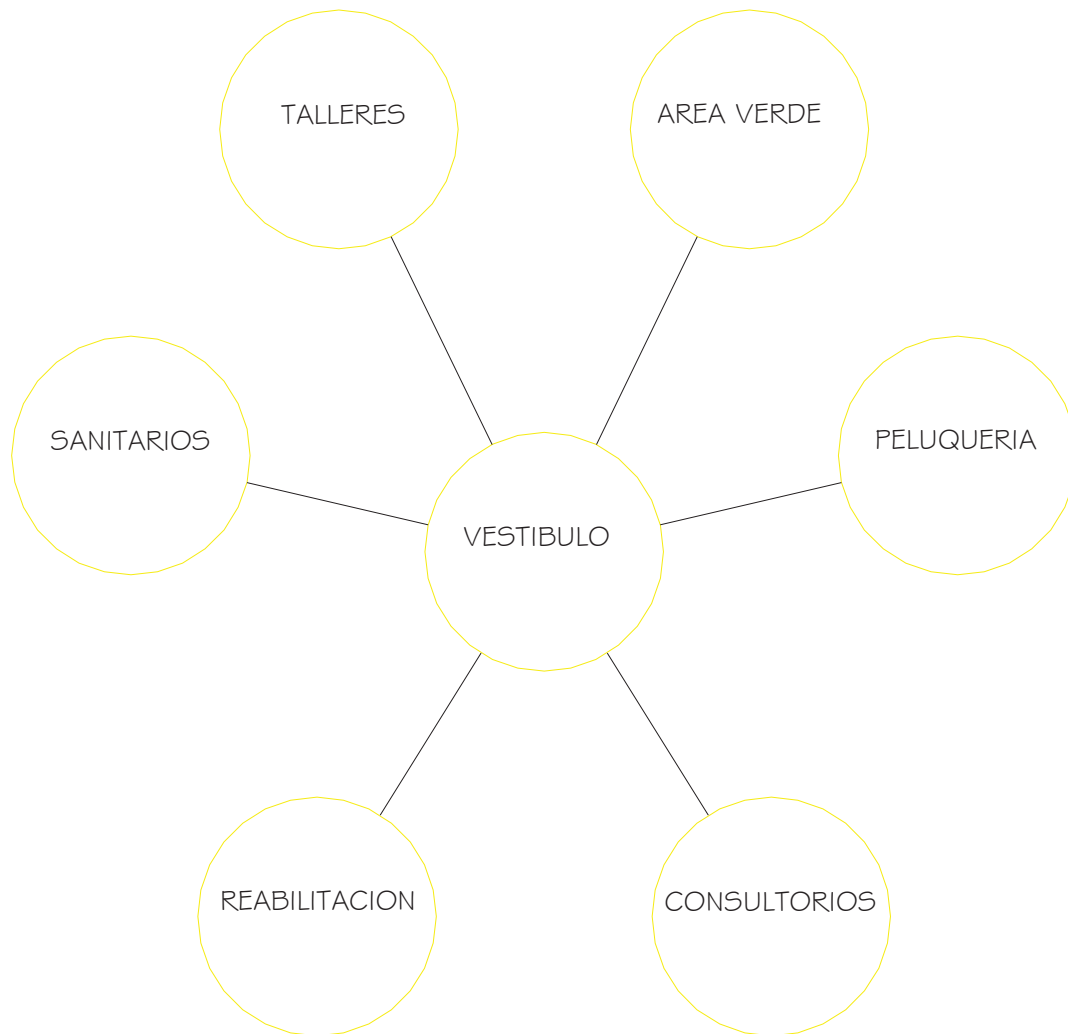 TALLERES
AREA VERDE
SANITARIOS
PELUQUERIA
VESTIBULO
REABILITACION
CONSULTORIOS